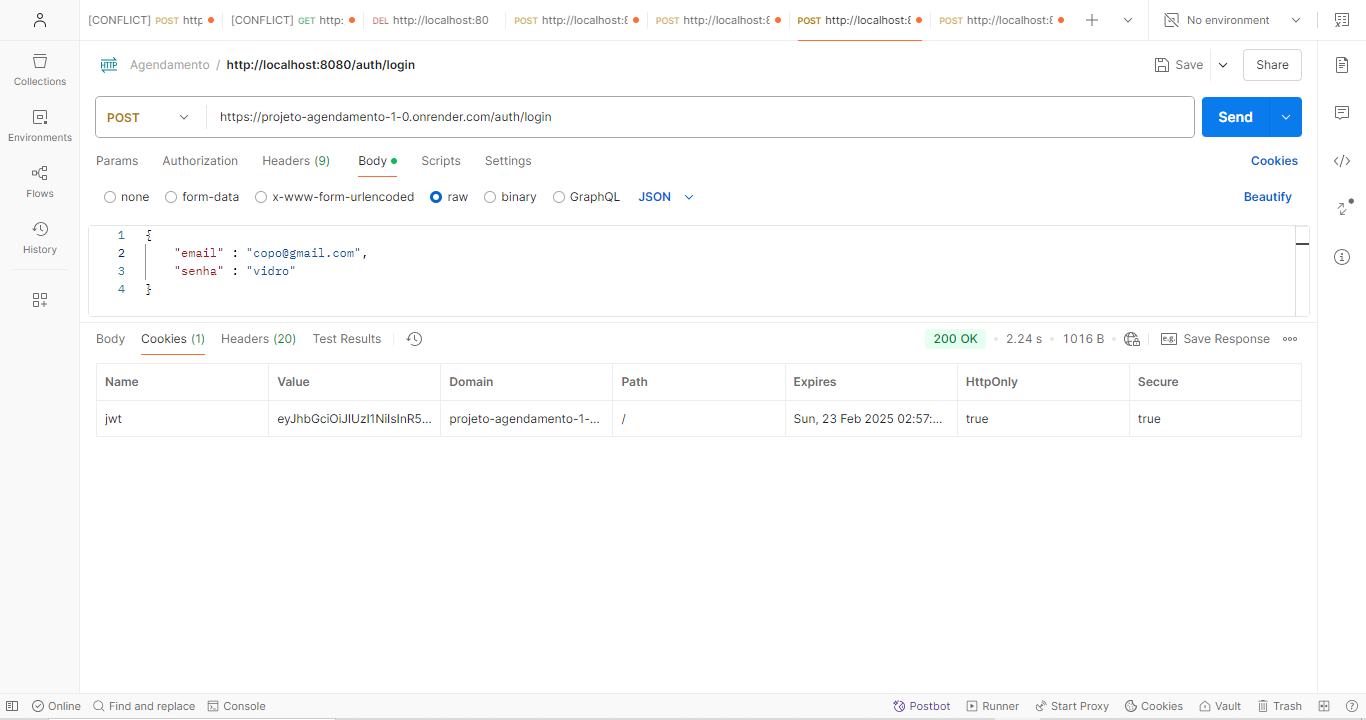 [CONFLICT] POST http
[CONFLICT] GET http:
DEL http://localhost:80
POST http://localhost:8
POST http://localhost:8
POST http://localhost:8
POST http://localhost:8
No environment
Collections
Environments
Flows
History
HTTP Agendamento / http://localhost:8080/auth/login
Save
Share
POST
https://projeto-agendamento-1-0.onrender.com/auth/login
Send
Params Authorization Headers (9) Body Scripts Settings Cookies
none form-data x-www-form-urlencoded raw binary GraphQL JSON Beautify
1 {
2 "email" : "copo@gmail.com",
3 "senha" : "vidro"
4 }
Body Cookies (1) Headers (20) Test Results 200 OK 2.24 s 1016 B e.g. Save Response
Name Value Domain Path Expires HttpOnly Secure
jwt eyJhbGciOiJIUzI1NiIsInR5... projeto-agendamento-1-... / Sun, 23 Feb 2025 02:57:... true true
Online Find and replace Console Postbot Runner Start Proxy Cookies Vault Trash